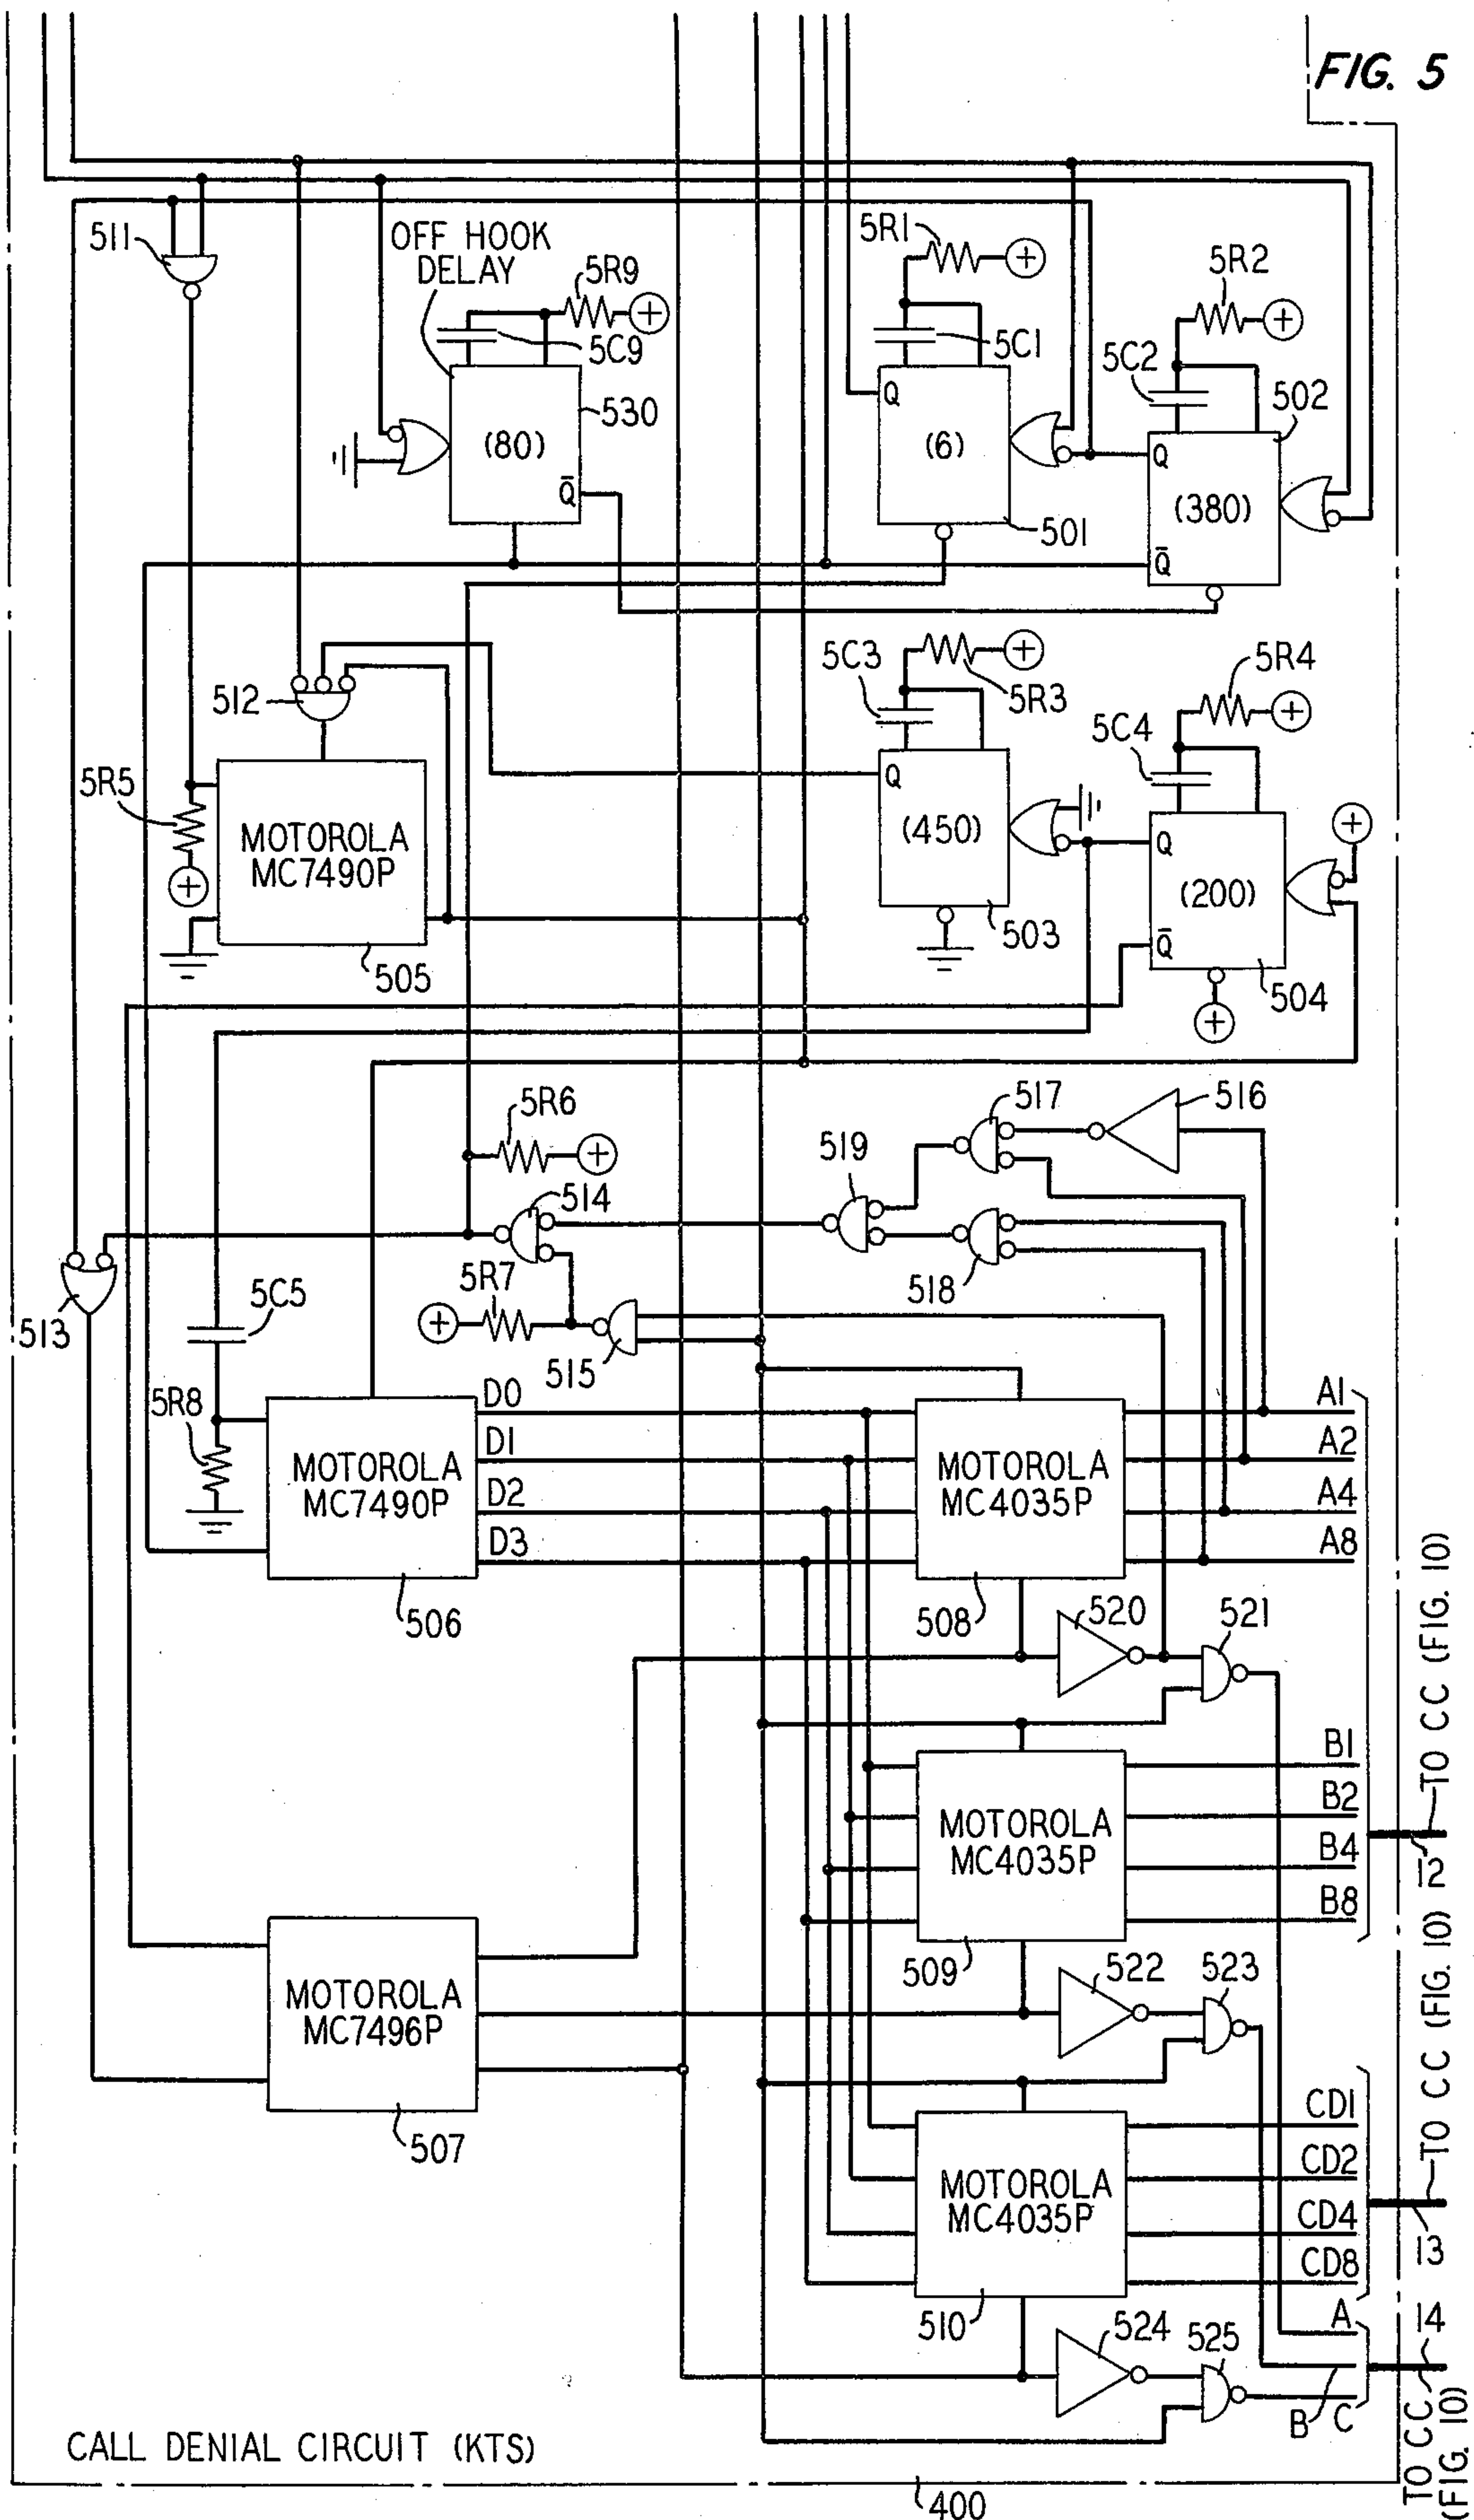 FIG. 5
511
OFF HOOK
DELAY
5R9
5C9
530
(80)
Q̄
5R1
5C1
Q
(6)
501
5R2
5C2
502
Q
(380)
Q̄
512
5R5
MOTOROLA
MC7490P
505
5C3
5R3
Q
(450)
503
5R4
5C4
Q
(200)
Q̄
504
5R6
517
516
519
514
518
5R7
515
513
5C5
5R8
MOTOROLA
MC7490P
506
D0
D1
D2
D3
MOTOROLA
MC4035P
508
A1
A2
A4
A8
520
521
MOTOROLA
MC4035P
509
B1
B2
B4
B8
TO CC (FIG. 10)
12
522
523
MOTOROLA
MC7496P
507
MOTOROLA
MC4035P
510
CD1
CD2
CD4
CD8
TO CC (FIG. 10)
13
524
525
A
B
C
14
TO CC
(FIG. 10)
CALL DENIAL CIRCUIT (KTS)
400